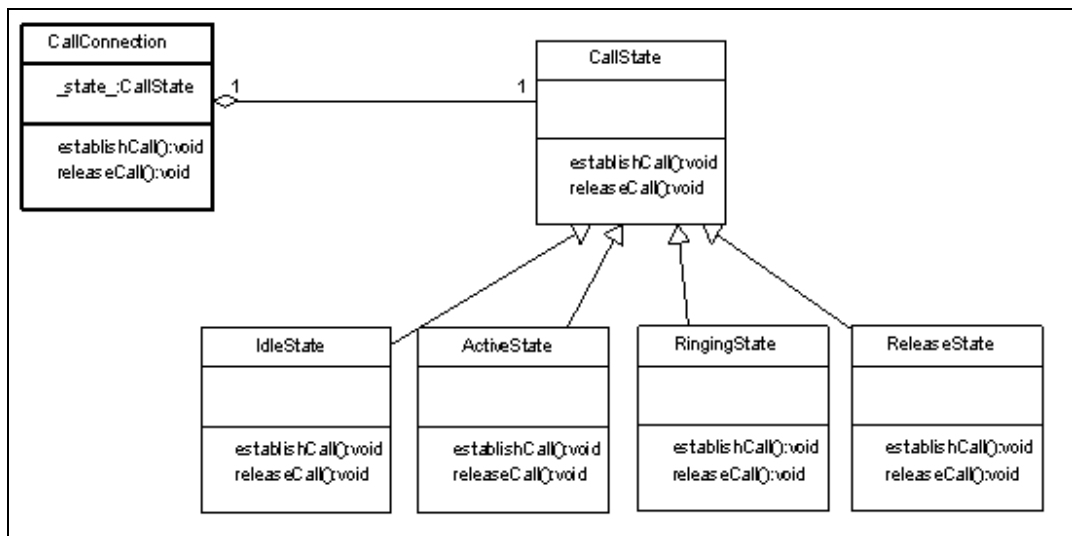 CallConnection
_state_:CallState
establishCall():void
releaseCall():void
1
1
CallState
establishCall():void
releaseCall():void
IdleState
establishCall():void
releaseCall():void
ActiveState
establishCall():void
releaseCall():void
RingingState
establishCall():void
releaseCall():void
ReleaseState
establishCall():void
releaseCall():void